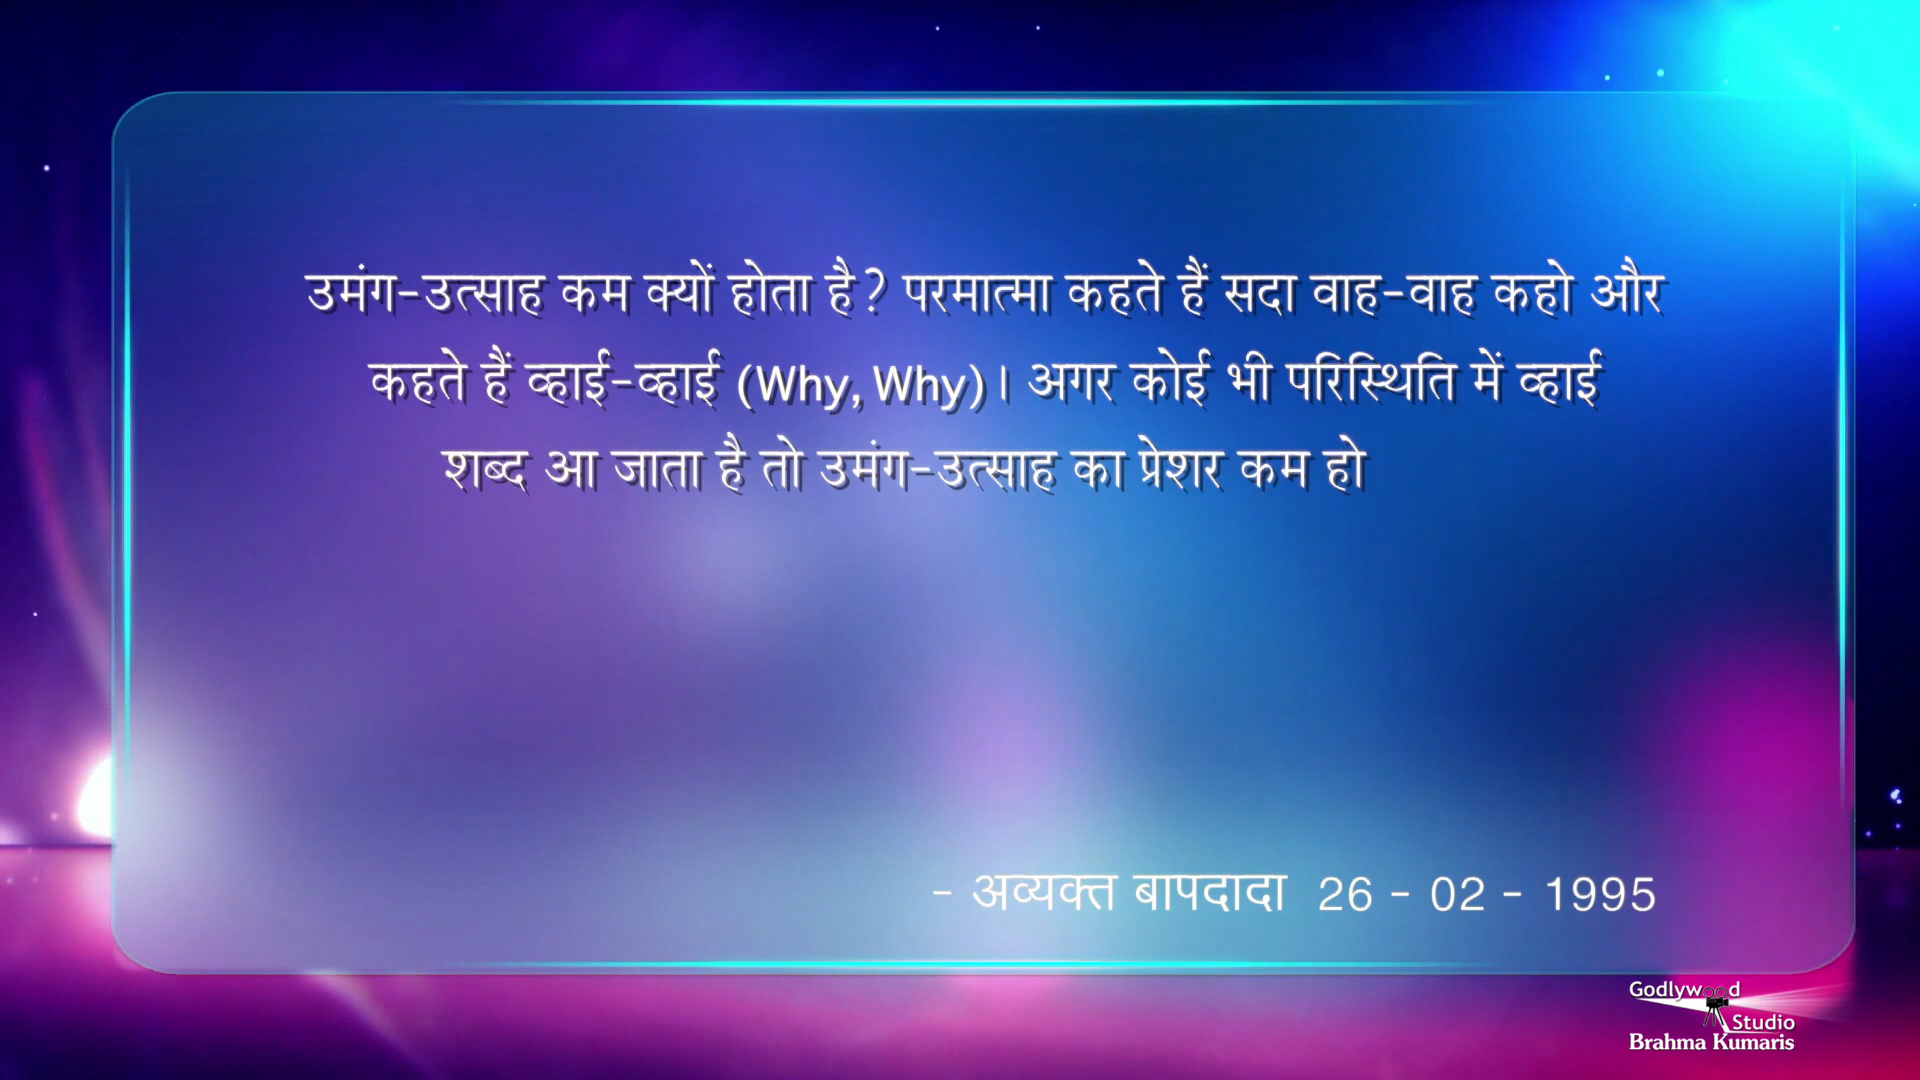 उमंग-उत्साह कम क्यों होता है? परमात्मा कहते हैं सदा वाह-वाह कहो और
कहते हैं व्हाई-व्हाई (Why, Why)। अगर कोई भी परिस्थिति में व्हाई
शब्द आ जाता है तो उमंग-उत्साह का प्रेशर कम हो
- अव्यक्त बापदादा 26 - 02 - 1995
Godlywood
Studio
Brahma Kumaris